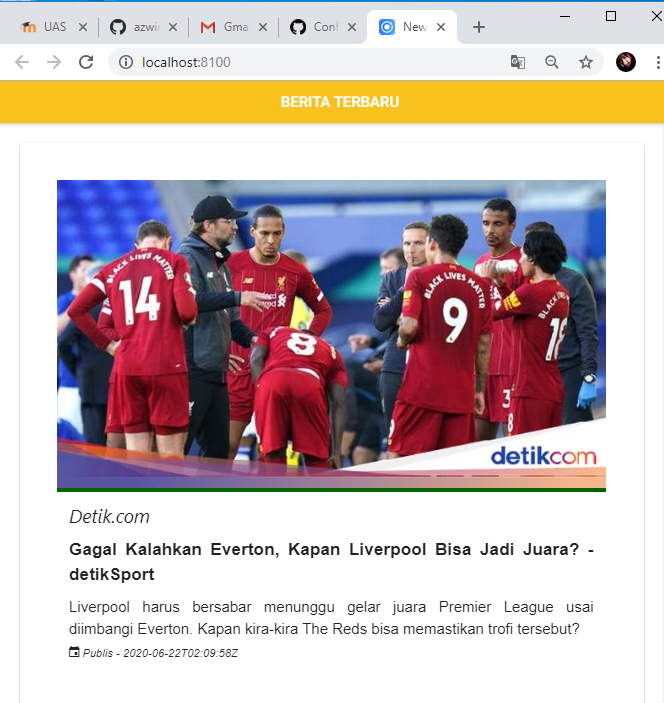 UAS
azwi
Gma
Conf
New
localhost:8100
BERITA TERBARU
BLACK LIVES MATTER
14
BLACK LIVES MATTER
9
8
18
3
detikcom
Detik.com
Gagal Kalahkan Everton, Kapan Liverpool Bisa Jadi Juara? -
detikSport
Liverpool harus bersabar menunggu gelar juara Premier League usai
diimbangi Everton. Kapan kira-kira The Reds bisa memastikan trofi tersebut?
Publis - 2020-06-22T02:09:58Z